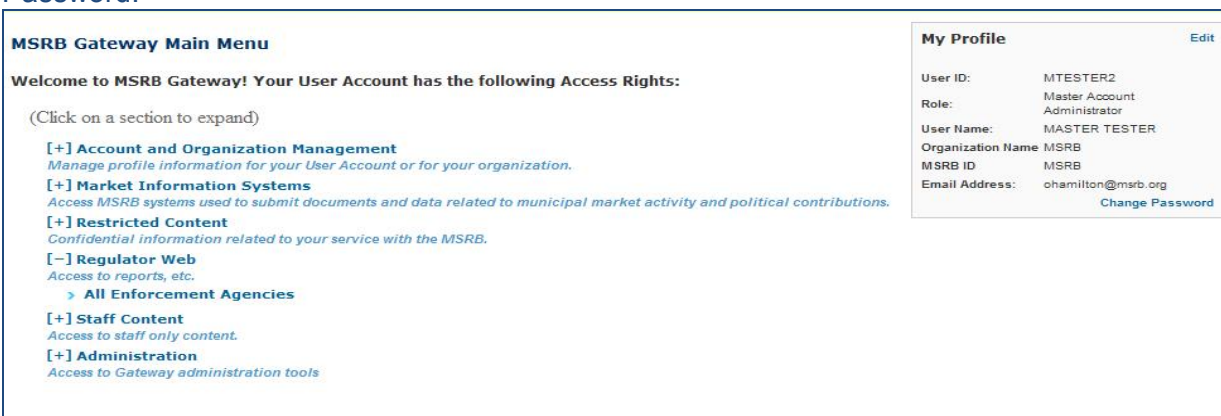 MSRB Gateway Main Menu
Welcome to MSRB Gateway! Your User Account has the following Access Rights:
(Click on a section to expand)
[+] Account and Organization Management
Manage profile information for your User Account or for your organization.
[+] Market Information Systems
Access MSRB systems used to submit documents and data related to municipal market activity and political contributions.
[+] Restricted Content
Confidential information related to your service with the MSRB.
[−] Regulator Web
Access to reports, etc.
> All Enforcement Agencies
[+] Staff Content
Access to staff only content.
[+] Administration
Access to Gateway administration tools
My Profile Edit
User ID: MTESTER2
Role: Master Account
Administrator
User Name: MASTER TESTER
Organization Name MSRB
MSRB ID MSRB
Email Address: ohamilton@msrb.org
Change Password